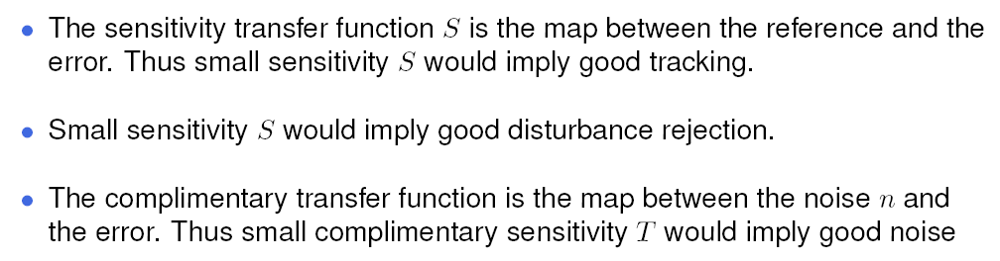 • The sensitivity transfer function S is the map between the reference and the
error. Thus small sensitivity S would imply good tracking.
• Small sensitivity S would imply good disturbance rejection.
• The complimentary transfer function is the map between the noise n and
the error. Thus small complimentary sensitivity T would imply good noise